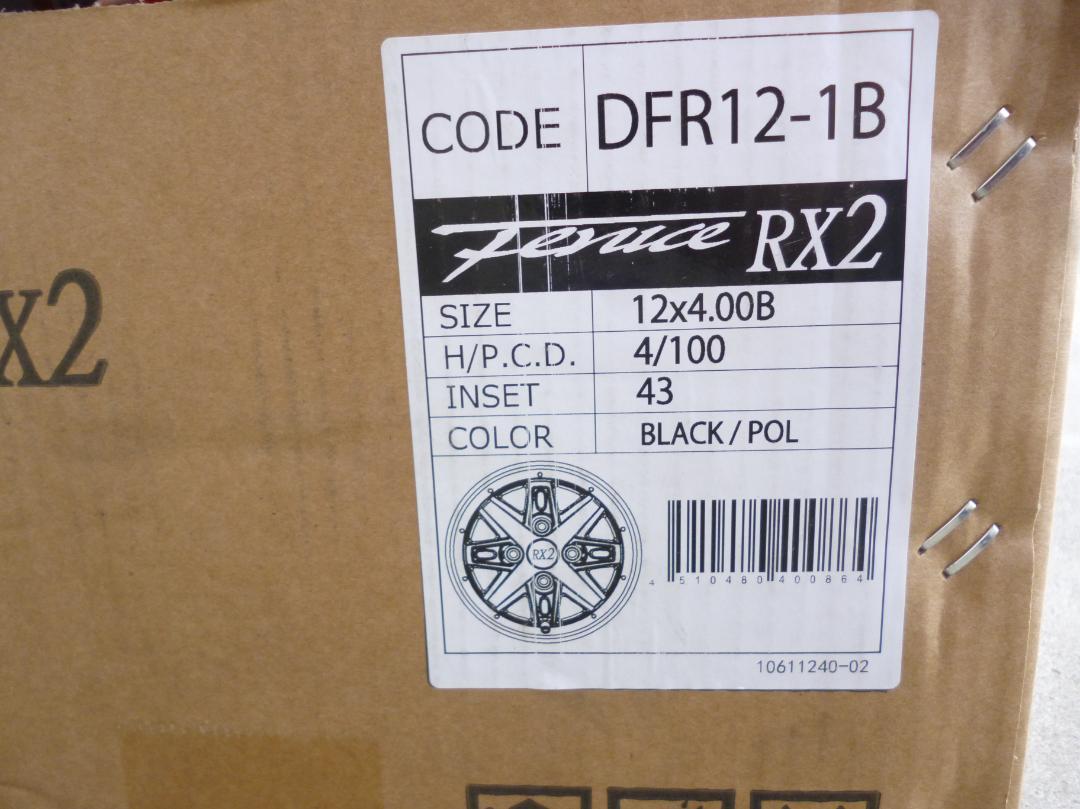 CODE DFR12-1B
Fenice RX2
SIZE 12x4.00B
H/P.C.D. 4/100
INSET 43
COLOR BLACK / POL
RX2
4 510480 400864
10611240-02
X2